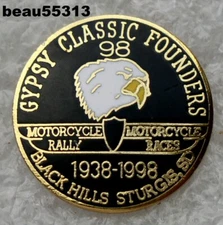 beau55313
GYPSY CLASSIC FOUNDERS
98
MOTORCYCLE RALLY
MOTORCYCLE RACES
1938-1998
BLACK HILLS STURGIS, SD